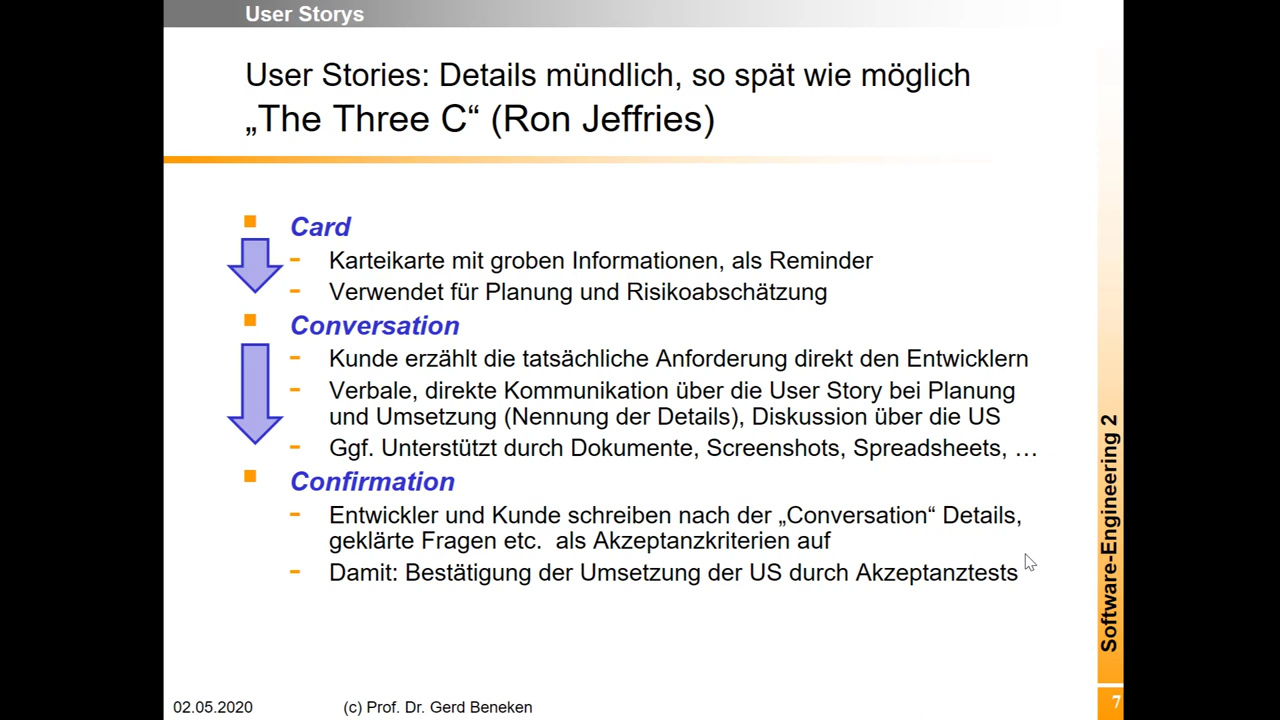 User Storys
User Stories: Details mündlich, so spät wie möglich
„The Three C“ (Ron Jeffries)
Card
Karteikarte mit groben Informationen, als Reminder
Verwendet für Planung und Risikoabschätzung
Conversation
Kunde erzählt die tatsächliche Anforderung direkt den Entwicklern
Verbale, direkte Kommunikation über die User Story bei Planung
und Umsetzung (Nennung der Details), Diskussion über die US
Ggf. Unterstützt durch Dokumente, Screenshots, Spreadsheets, …
Confirmation
Entwickler und Kunde schreiben nach der „Conversation“ Details,
geklärte Fragen etc.  als Akzeptanzkriterien auf
Damit: Bestätigung der Umsetzung der US durch Akzeptanztests
Software-Engineering 2
02.05.2020
(c) Prof. Dr. Gerd Beneken
7